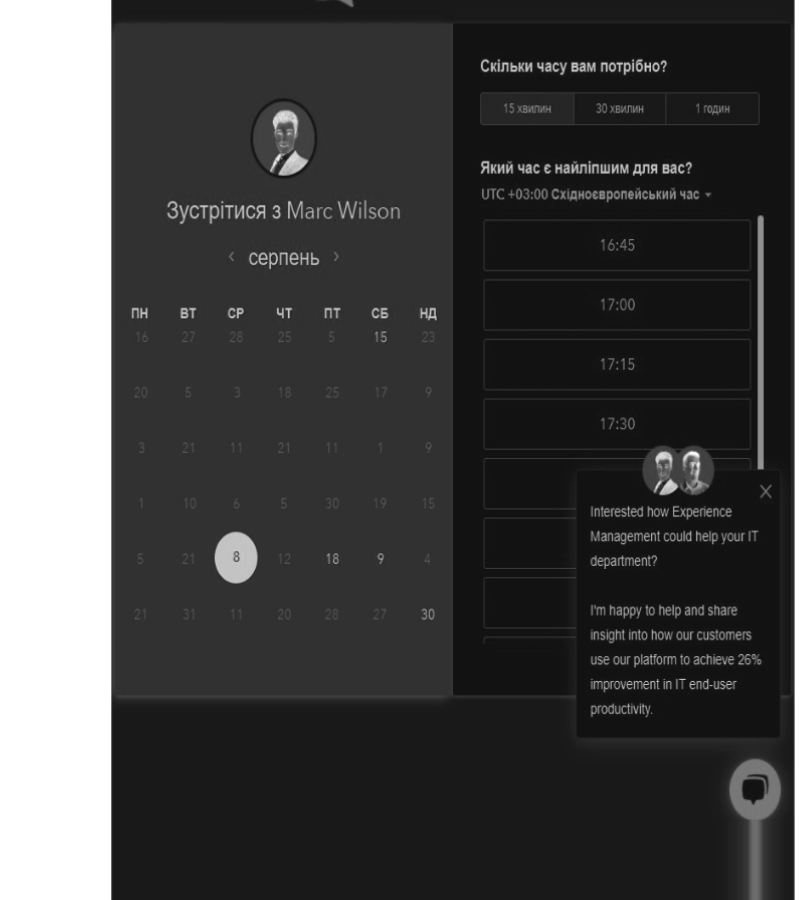 Зустрітися з Marc Wilson
‹ серпень ›
ПН ВТ СР ЧТ ПТ СБ НД
16 27 28 25 5 15 23
20 5 3 18 25 17 9
3 21 11 21 11 1 9
1 10 6 5 30 19 15
5 21 8 12 18 9 4
21 31 11 20 28 27 30
Скільки часу вам потрібно?
15 хвилин 30 хвилин 1 годин
Який час є найліпшим для вас?
UTC +03:00 Східноєвропейський час
16:45
17:00
17:15
17:30
Interested how Experience
Management could help your IT
department?
I'm happy to help and share
insight into how our customers
use our platform to achieve 26%
improvement in IT end-user
productivity.